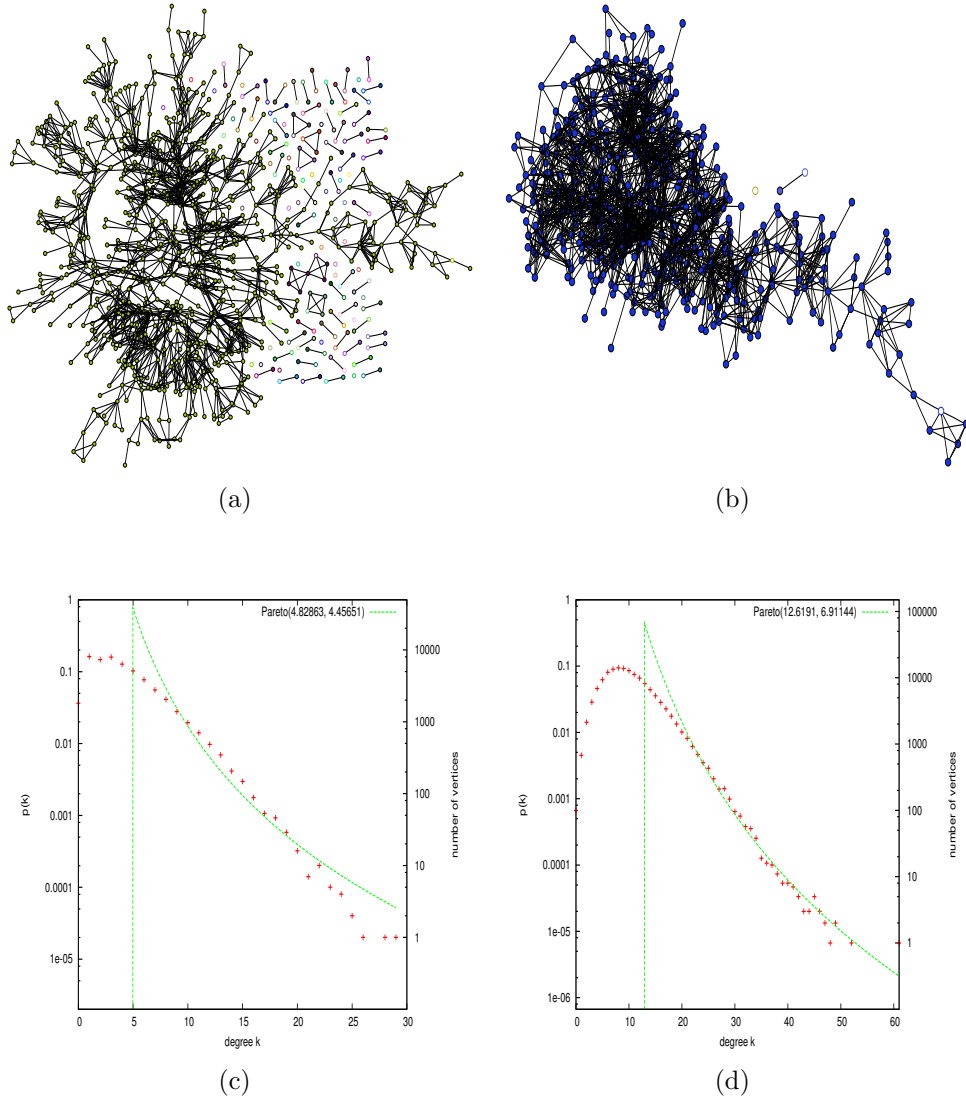 (a)
(b)
Pareto(4.82863, 4.45651)
1
0.1
0.01
0.001
0.0001
1e-05
p(k)
10000
1000
100
10
1
number of vertices
0 5 10 15 20 25 30
degree k
(c)
Pareto(12.6191, 6.91144)
1
0.1
0.01
0.001
0.0001
1e-05
1e-06
p(k)
100000
10000
1000
100
10
1
number of vertices
0 10 20 30 40 50 60
degree k
(d)